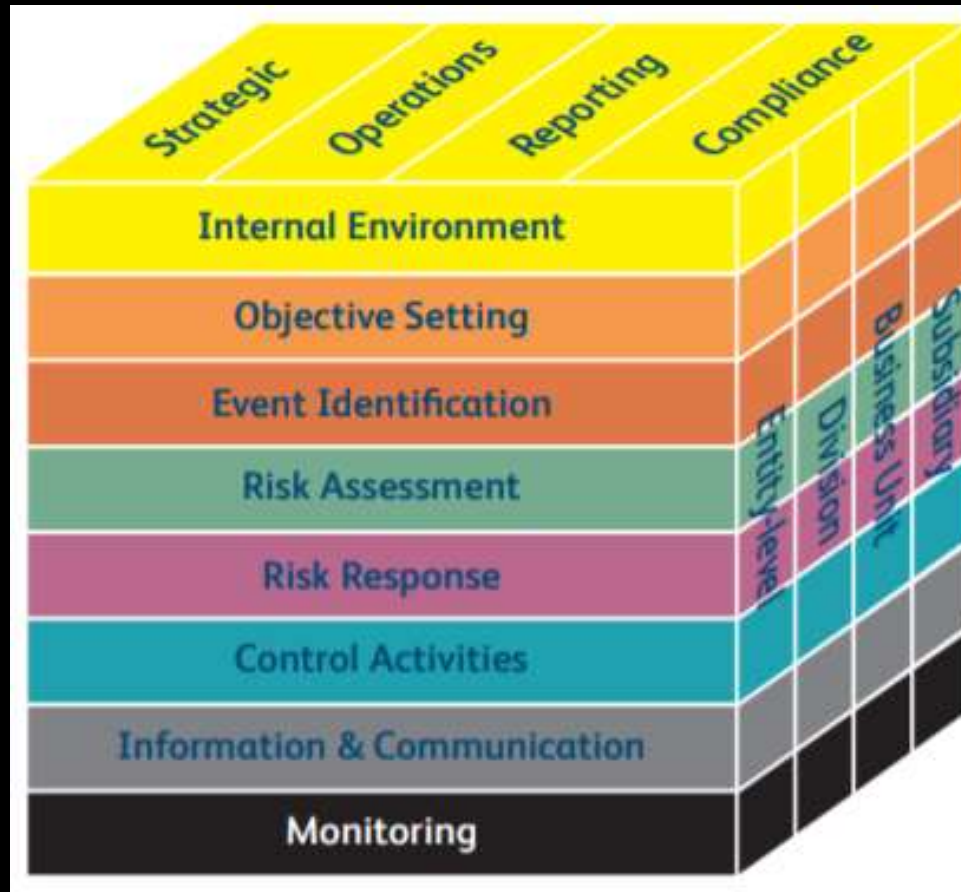 Strategic
Operations
Reporting
Compliance
Internal Environment
Objective Setting
Event Identification
Risk Assessment
Risk Response
Control Activities
Information & Communication
Monitoring
Entity-level
Division
Business Unit
Subsidiary